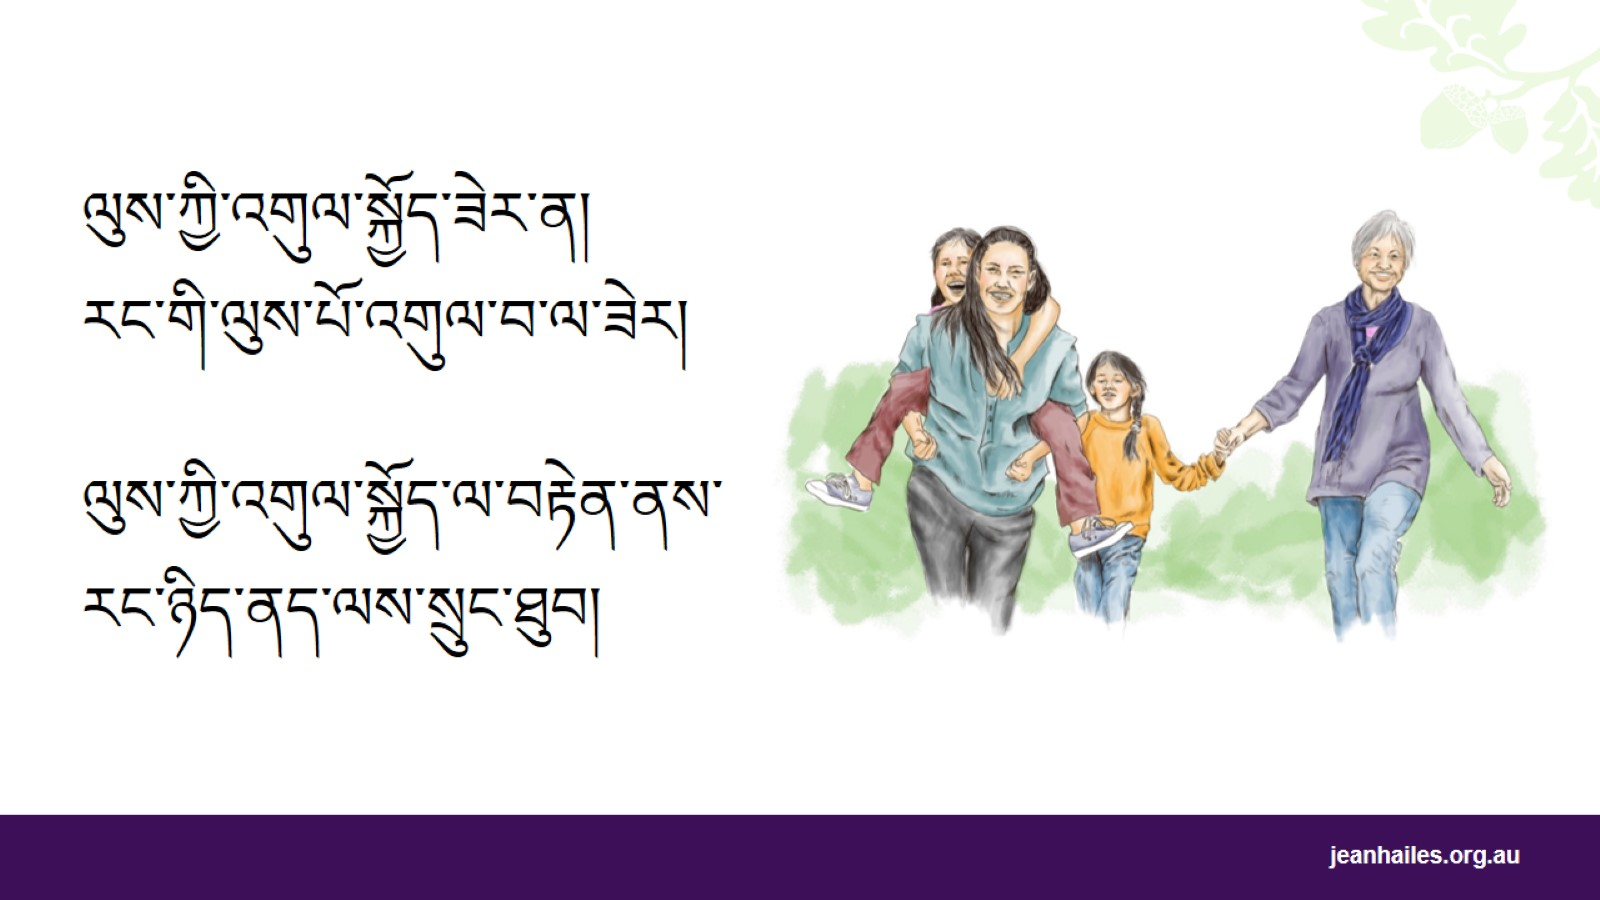 ལུས་ཀྱི་འགུལ་སྐྱོད་ཟེར་ན།
རང་གི་ལུས་པོ་འགུལ་བ་ལ་ཟེར།
ལུས་ཀྱི་འགུལ་སྐྱོད་ལ་བརྟེན་ནས་
རང་ཉིད་ནད་ལས་སྲུང་ཐུབ།
jeanhailes.org.au